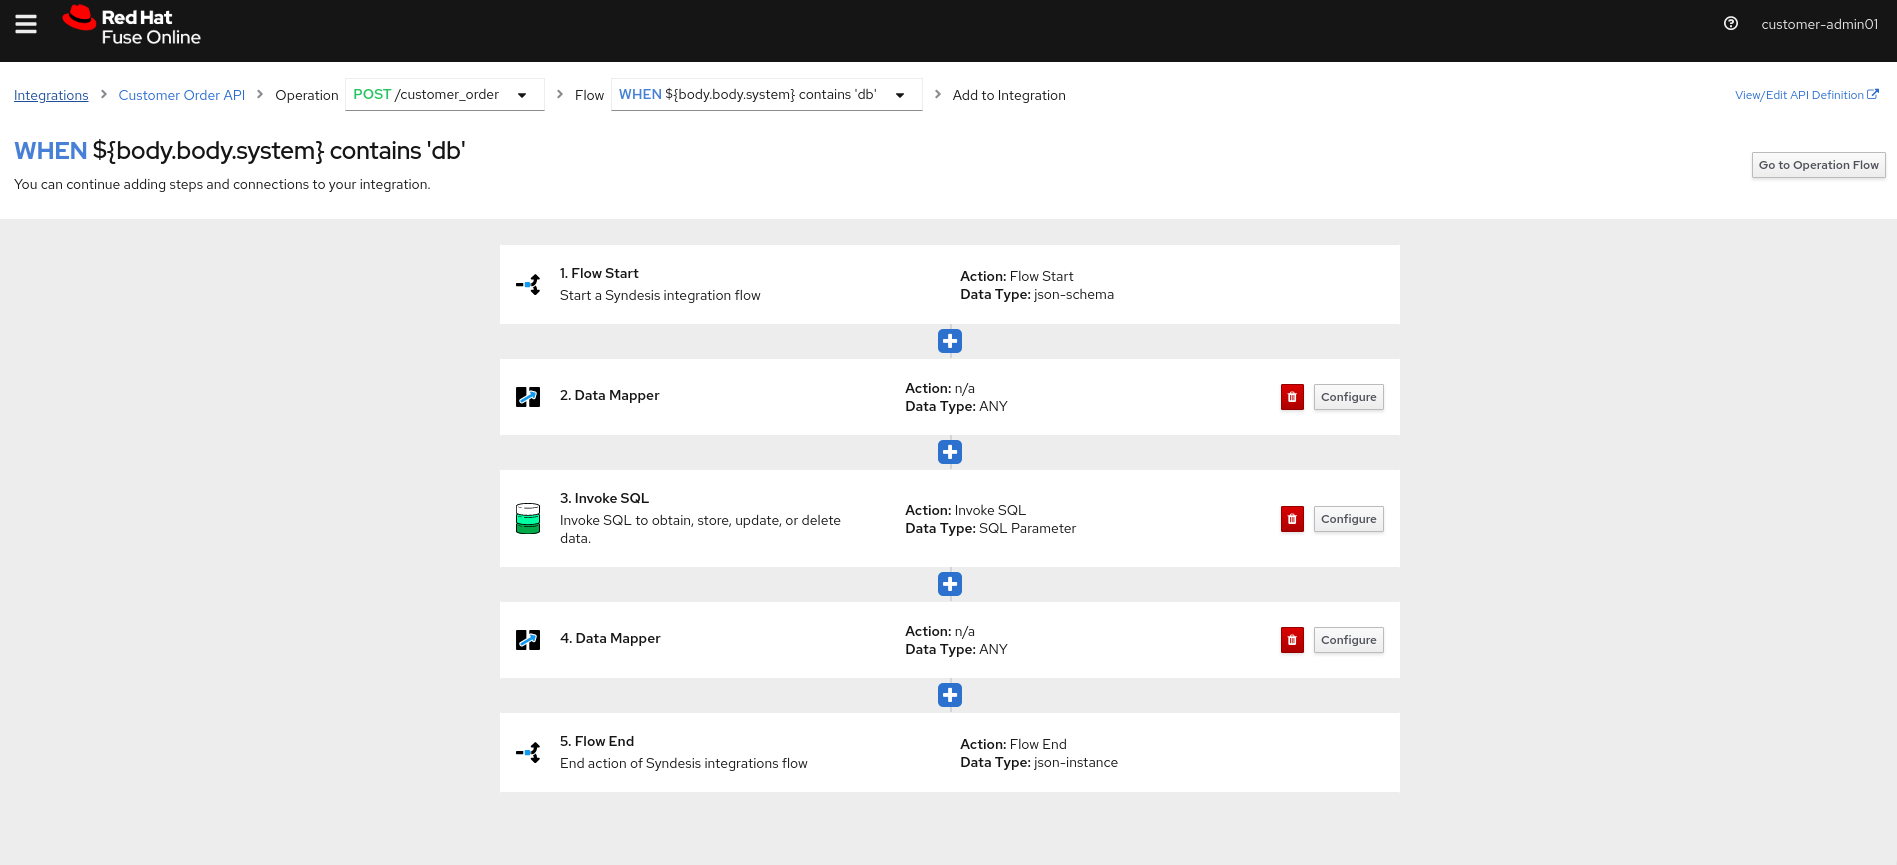 Red Hat
Fuse Online
customer-admin01
Integrations > Customer Order API > Operation POST /customer_order > Flow WHEN ${body.body.system} contains 'db' > Add to Integration
View/Edit API Definition
WHEN ${body.body.system} contains 'db'
You can continue adding steps and connections to your integration.
Go to Operation Flow
1. Flow Start
Start a Syndesis integration flow
Action: Flow Start
Data Type: json-schema
2. Data Mapper
Action: n/a
Data Type: ANY
Configure
3. Invoke SQL
Invoke SQL to obtain, store, update, or delete
data.
Action: Invoke SQL
Data Type: SQL Parameter
Configure
4. Data Mapper
Action: n/a
Data Type: ANY
Configure
5. Flow End
End action of Syndesis integrations flow
Action: Flow End
Data Type: json-instance